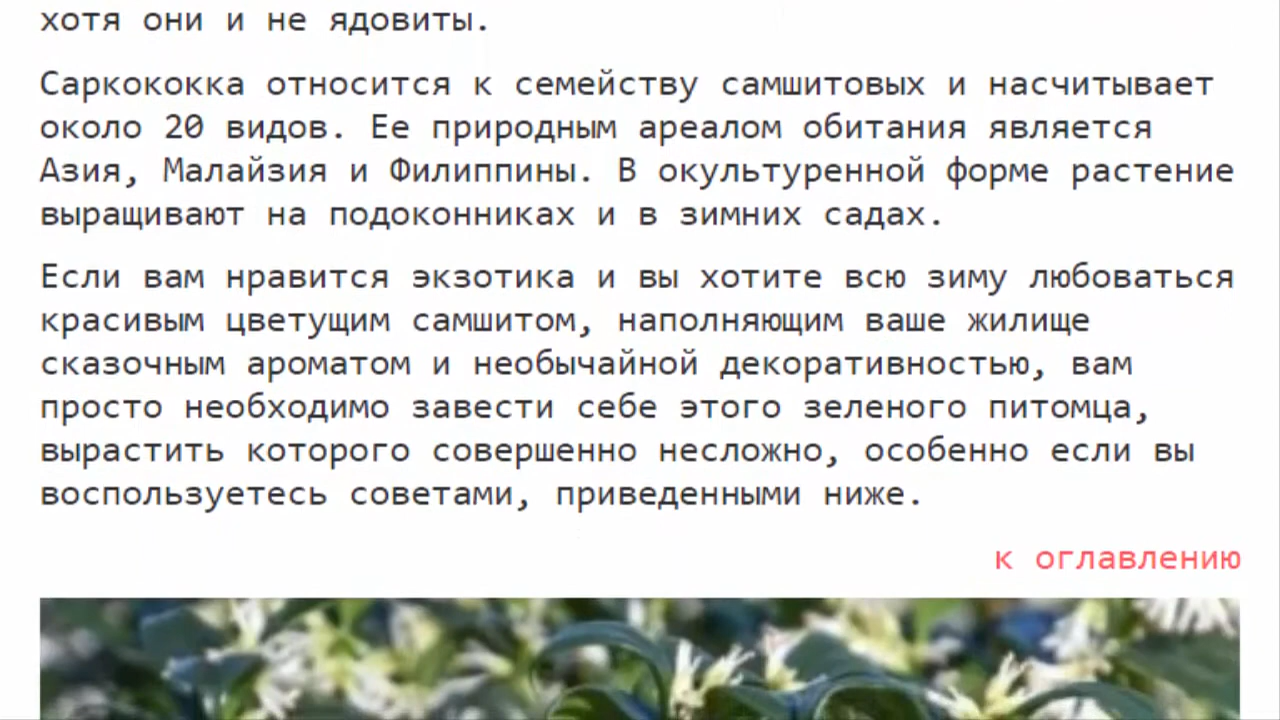 хотя они и не ядовиты.
Саркококка относится к семейству самшитовых и насчитывает
около 20 видов. Ее природным ареалом обитания является
Азия, Малайзия и Филиппины. В окультуренной форме растение
выращивают на подоконниках и в зимних садах.
Если вам нравится экзотика и вы хотите всю зиму любоваться
красивым цветущим самшитом, наполняющим ваше жилище
сказочным ароматом и необычайной декоративностью, вам
просто необходимо завести себе этого зеленого питомца,
вырастить которого совершенно несложно, особенно если вы
воспользуетесь советами, приведенными ниже.
к оглавлению